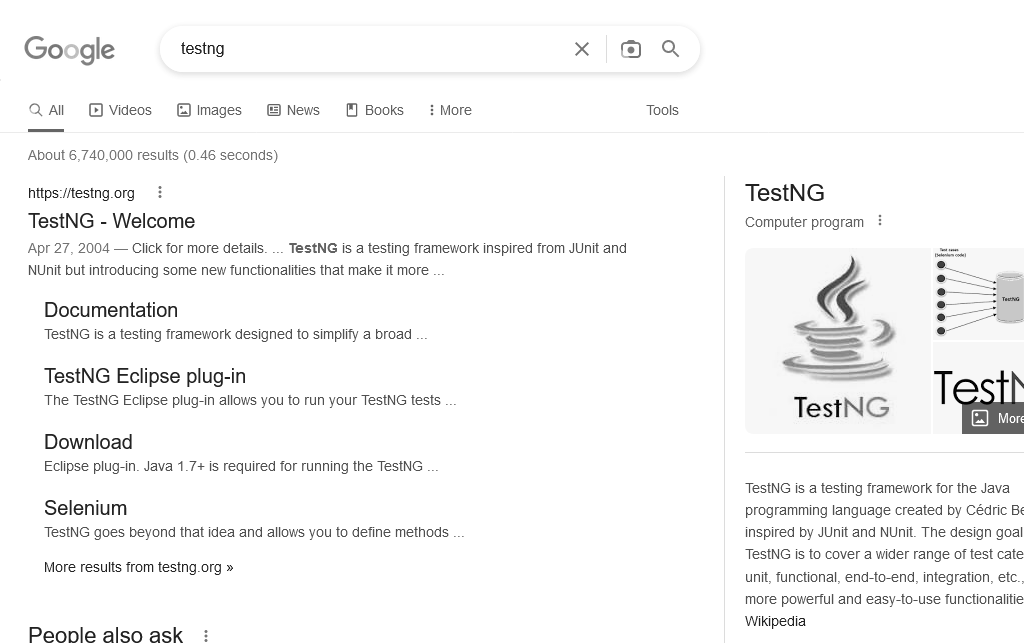 Google
testng
All
Videos
Images
News
Books
More
Tools
About 6,740,000 results (0.46 seconds)
https://testng.org
TestNG - Welcome
Apr 27, 2004 — Click for more details. ... TestNG is a testing framework inspired from JUnit and
NUnit but introducing some new functionalities that make it more ...
Documentation
TestNG is a testing framework designed to simplify a broad ...
TestNG Eclipse plug-in
The TestNG Eclipse plug-in allows you to run your TestNG tests ...
Download
Eclipse plug-in. Java 1.7+ is required for running the TestNG ...
Selenium
TestNG goes beyond that idea and allows you to define methods ...
More results from testng.org »
People also ask
TestNG
Computer program
TestNG
Test cases
(Selenium code)
TestNG
TestN
More
TestNG is a testing framework for the Java
programming language created by Cédric Be
inspired by JUnit and NUnit. The design goal
TestNG is to cover a wider range of test cate
unit, functional, end-to-end, integration, etc.,
more powerful and easy-to-use functionalitie
Wikipedia